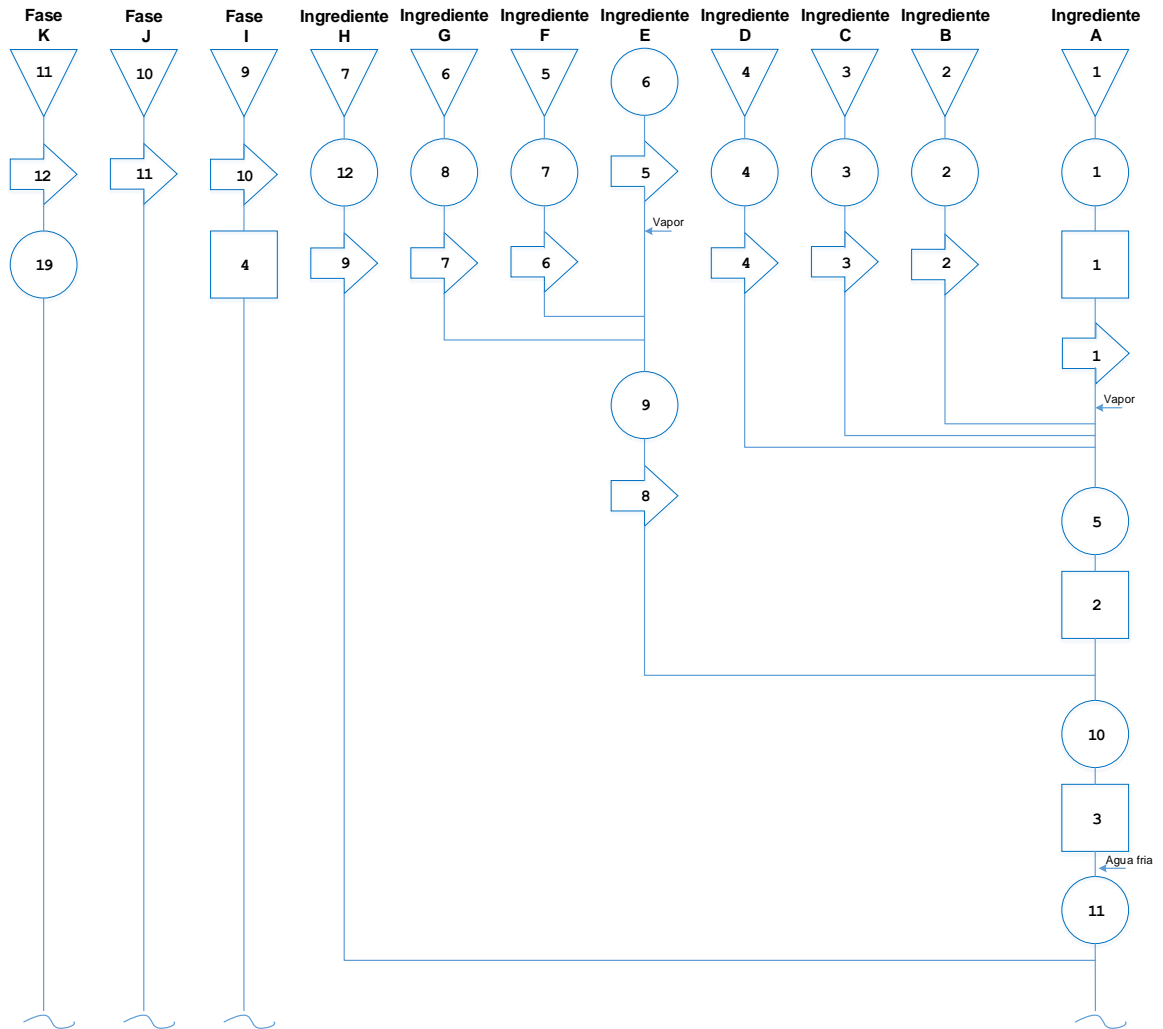 Fase Fase Fase Ingrediente Ingrediente Ingrediente Ingrediente Ingrediente Ingrediente Ingrediente Ingrediente
K J I H G F E D C B A
11 10 9 7 6 5 6 4 3 2 1
12 11 10 12 8 7 5 4 3 2 1
Vapor
19 4 9 7 6 4 3 2 1
1
Vapor
9
8
5
2
10
3
Agua fria
11